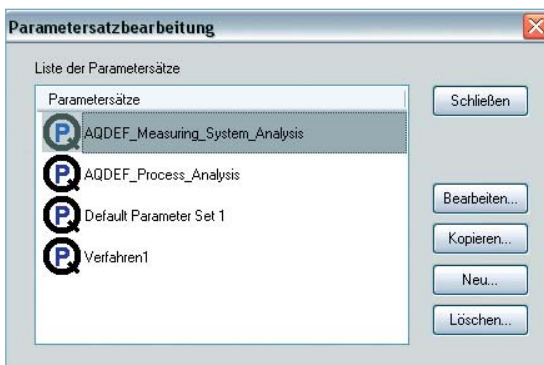 Parametersatzbearbeitung
Liste der Parametersätze
Parametersätze
AQDEF_Measuring_System_Analysis
AQDEF_Process_Analysis
Default Parameter Set 1
Verfahren1
Schließen
Bearbeiten...
Kopieren...
Neu...
Löschen...